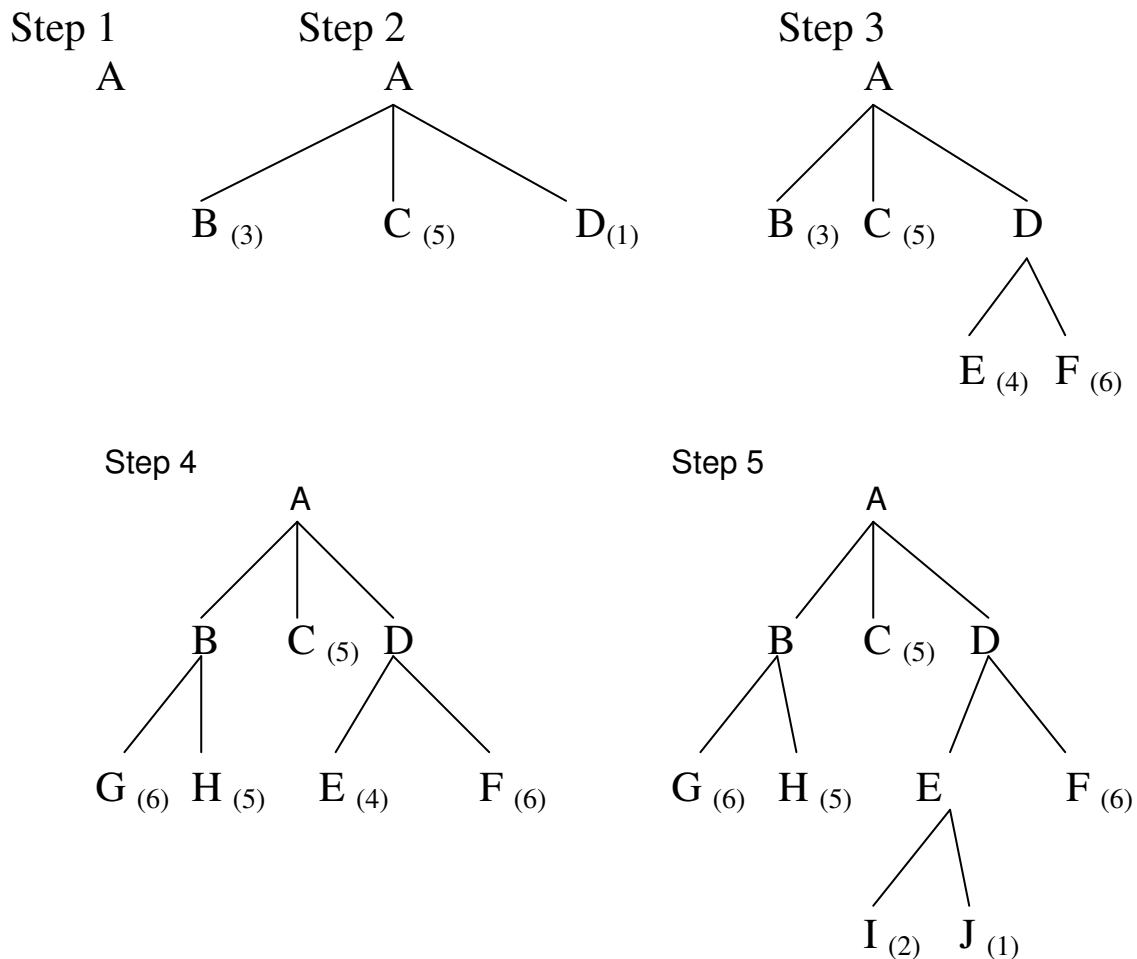 Step 1 Step 2 Step 3
A A A
B (3) C (5) D(1) B (3) C (5) D
E (4) F (6)
Step 4 Step 5
A A
B C (5) D B C (5) D
G (6) H (5) E (4) F (6) G (6) H (5) E F (6)
I (2) J (1)